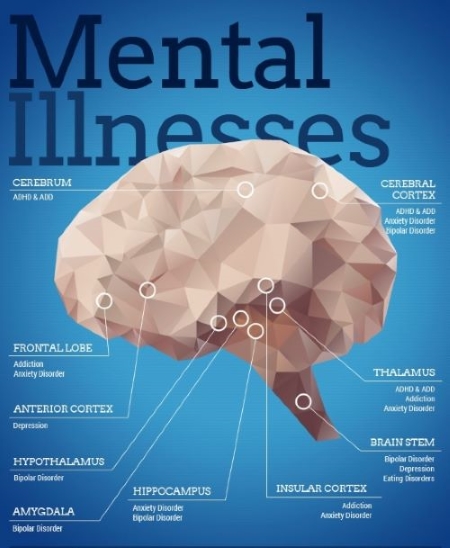 Mental
Illnesses
CEREBRUM
ADHD & ADD
CEREBRAL
CORTEX
ADHD & ADD
Anxiety Disorder
Bipolar Disorder
FRONTAL LOBE
Addiction
Anxiety Disorder
ANTERIOR CORTEX
Depression
HYPOTHALAMUS
Bipolar Disorder
AMYGDALA
Bipolar Disorder
HIPPOCAMPUS
Anxiety Disorder
Bipolar Disorder
INSULAR CORTEX
Addiction
Anxiety Disorder
THALAMUS
ADHD & ADD
Addiction
Anxiety Disorder
BRAIN STEM
Bipolar Disorder
Depression
Eating Disorders